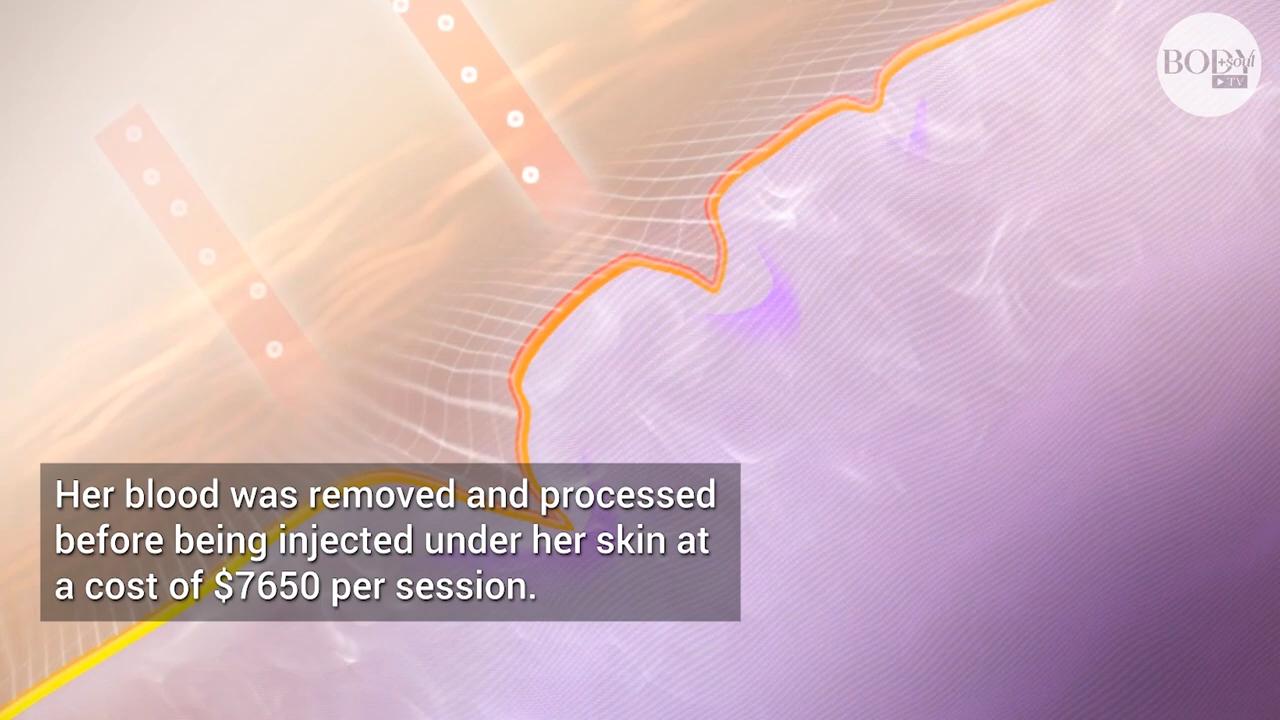 BODY
+soul
TV
Her blood was removed and processed
before being injected under her skin at
a cost of $7650 per session.